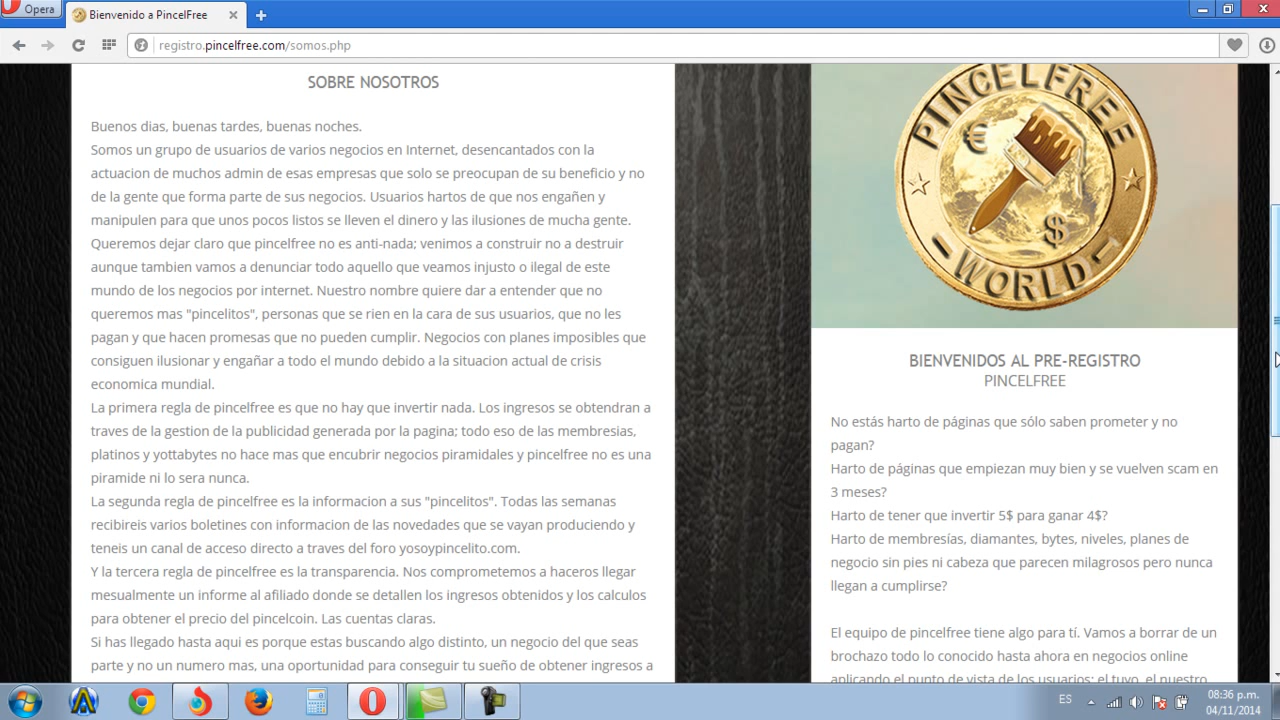 Opera
Bienvenido a PincelFree
registro.pincelfree.com/somos.php
SOBRE NOSOTROS
Buenos dias, buenas tardes, buenas noches.
Somos un grupo de usuarios de varios negocios en Internet, desencantados con la
actuacion de muchos admin de esas empresas que solo se preocupan de su beneficio y no
de la gente que forma parte de sus negocios. Usuarios hartos de que nos engañen y
manipulen para que unos pocos listos se lleven el dinero y las ilusiones de mucha gente.
Queremos dejar claro que pincelfree no es anti-nada; venimos a construir no a destruir
aunque tambien vamos a denunciar todo aquello que veamos injusto o ilegal de este
mundo de los negocios por internet. Nuestro nombre quiere dar a entender que no
queremos mas "pincelitos", personas que se rien en la cara de sus usuarios, que no les
pagan y que hacen promesas que no pueden cumplir. Negocios con planes imposibles que
consiguen ilusionar y engañar a todo el mundo debido a la situacion actual de crisis
economica mundial.
La primera regla de pincelfree es que no hay que invertir nada. Los ingresos se obtendran a
traves de la gestion de la publicidad generada por la pagina; todo eso de las membresias,
platinos y yottabytes no hace mas que encubrir negocios piramidales y pincelfree no es una
piramide ni lo sera nunca.
La segunda regla de pincelfree es la informacion a sus "pincelitos". Todas las semanas
recibireis varios boletines con informacion de las novedades que se vayan produciendo y
teneis un canal de acceso directo a traves del foro yosoypincelito.com.
Y la tercera regla de pincelfree es la transparencia. Nos comprometemos a haceros llegar
mesualmente un informe al afiliado donde se detallen los ingresos obtenidos y los calculos
para obtener el precio del pincelcoin. Las cuentas claras.
Si has llegado hasta aqui es porque estas buscando algo distinto, un negocio del que seas
parte y no un numero mas, una oportunidad para conseguir tu sueño de obtener ingresos a
PINCELFREE
€
$
WORLD
BIENVENIDOS AL PRE-REGISTRO
PINCELFREE
No estás harto de páginas que sólo saben prometer y no
pagan?
Harto de páginas que empiezan muy bien y se vuelven scam en
3 meses?
Harto de tener que invertir 5$ para ganar 4$?
Harto de membresías, diamantes, bytes, niveles, planes de
negocio sin pies ni cabeza que parecen milagrosos pero nunca
llegan a cumplirse?
El equipo de pincelfree tiene algo para tí. Vamos a borrar de un
brochazo todo lo conocido hasta ahora en negocios online
aplicando el punto de vista de los usuarios: el tuyo, el nuestro
ES
08:36 p.m.
04/11/2014